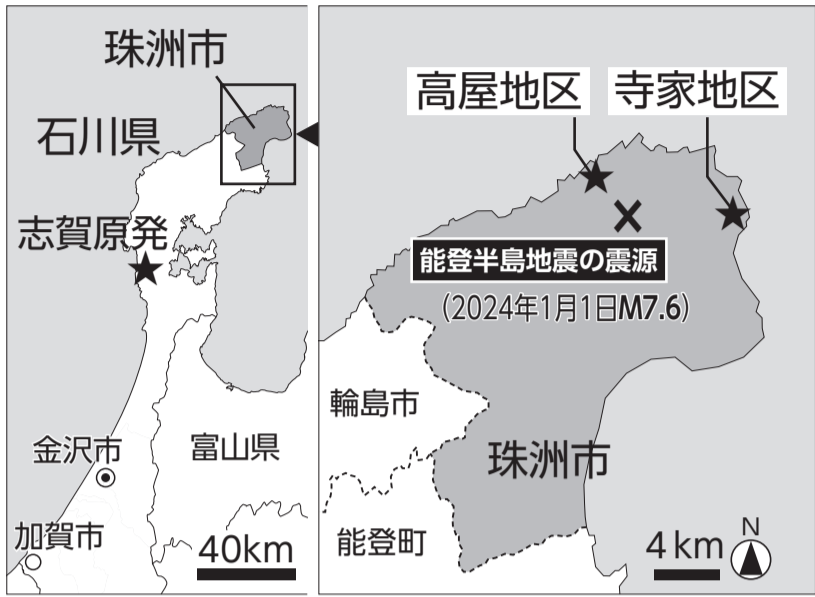 珠洲市
石川県
志賀原発
金沢市
富山県
加賀市
40km
高屋地区
寺家地区
能登半島地震の震源
(2024年1月1日M7.6)
輪島市
珠洲市
能登町
4km
N